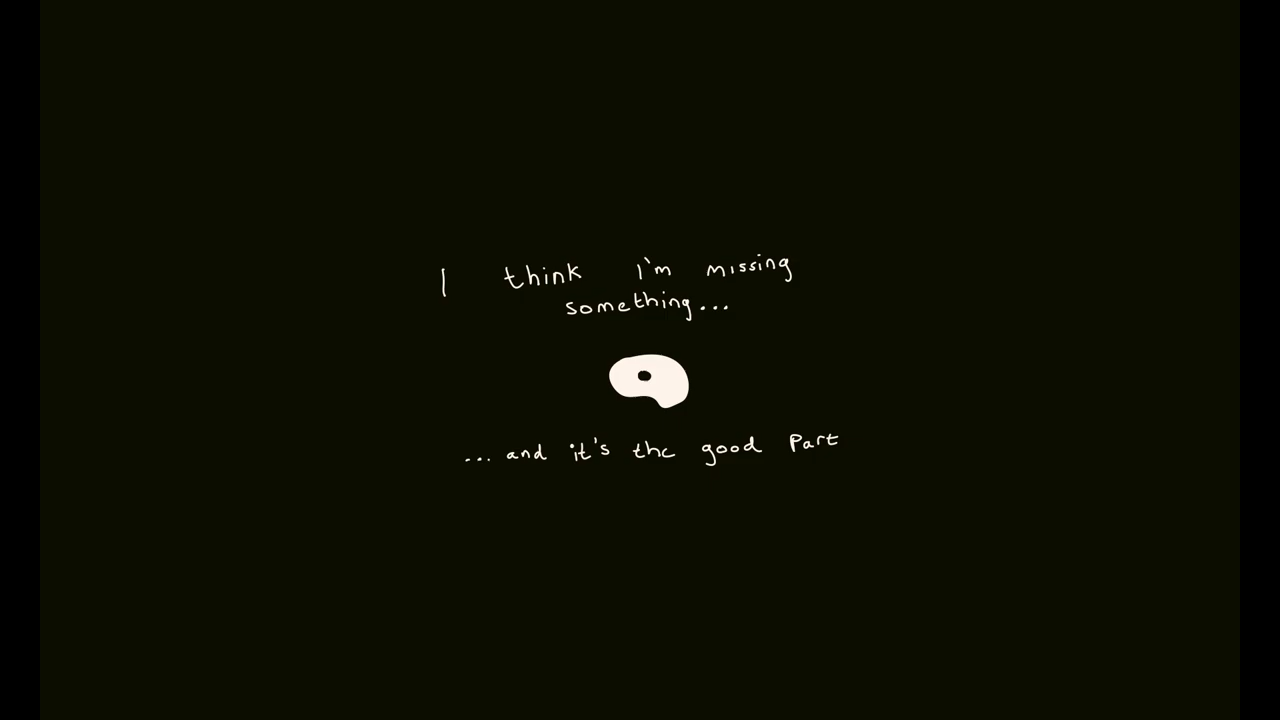 I think I'm missing
something...
... and it's the good Part